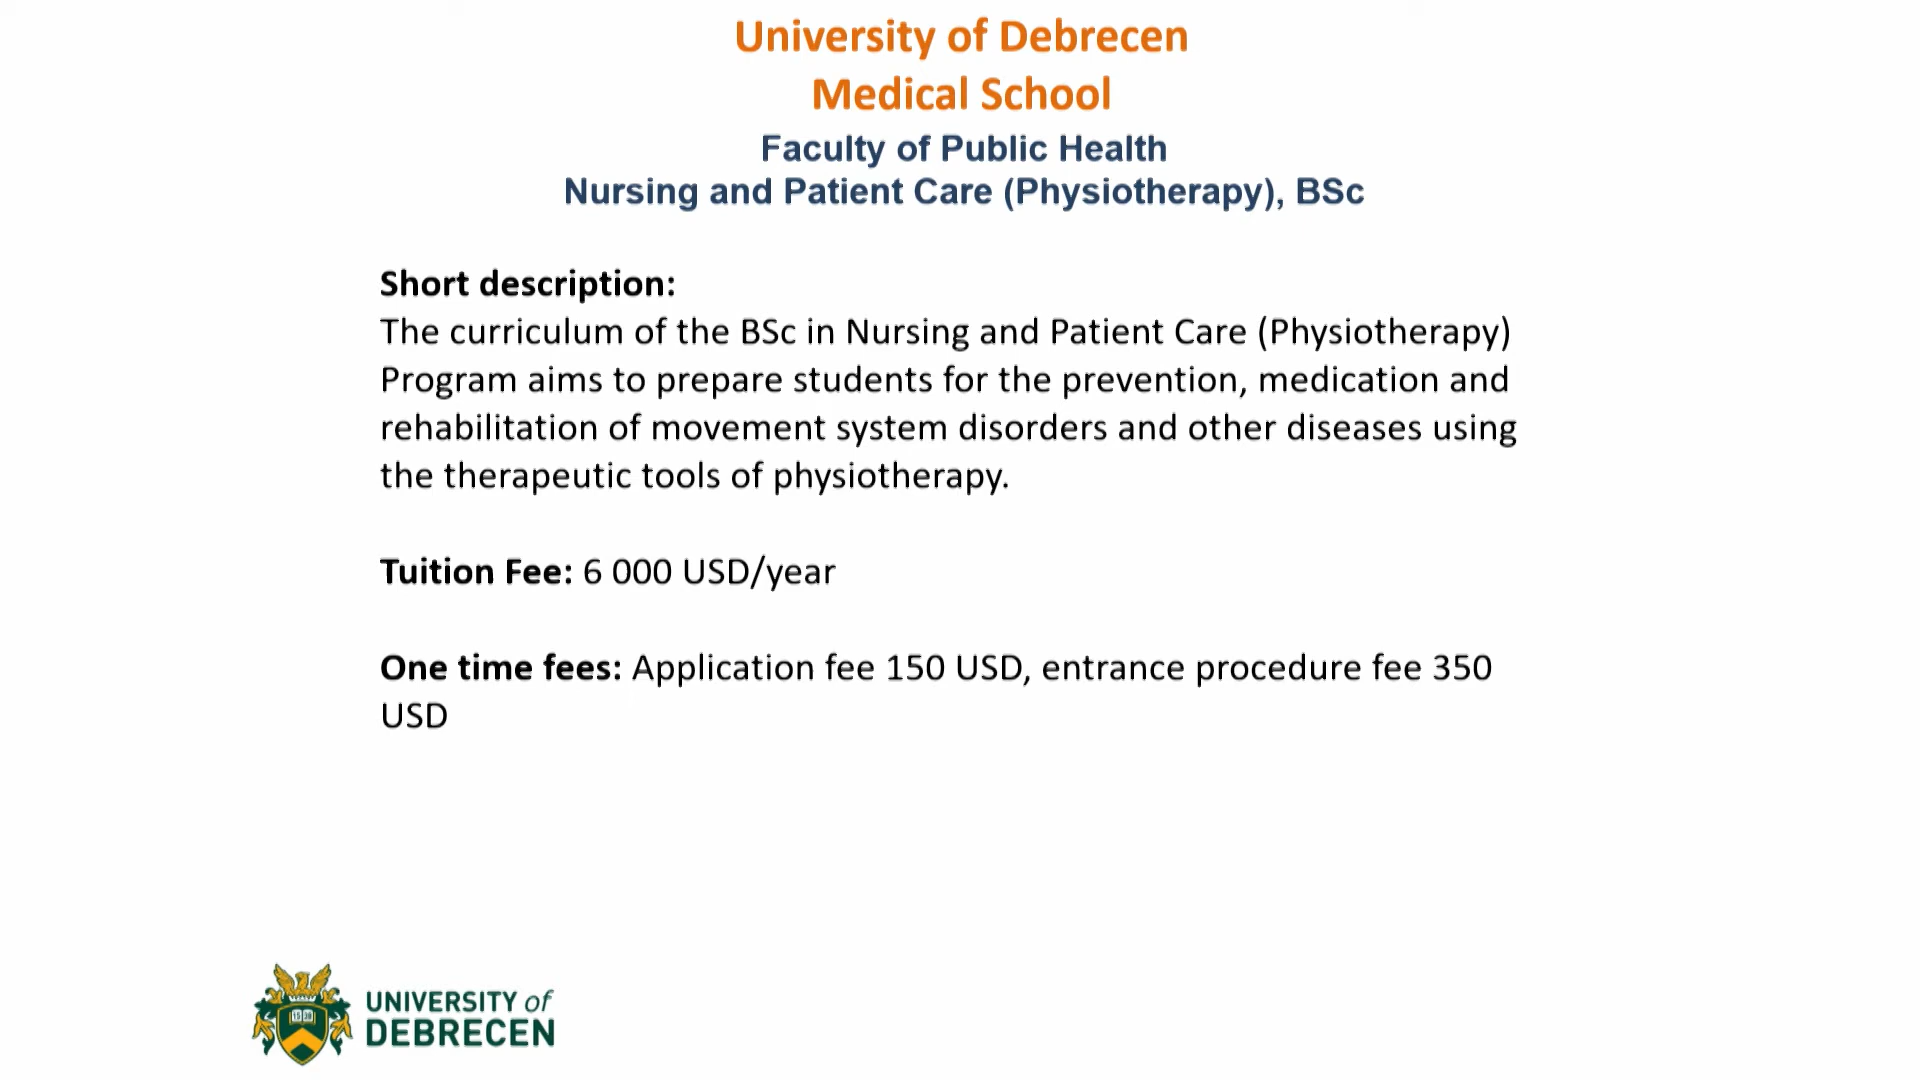 University of Debrecen
Medical School
Faculty of Public Health
Nursing and Patient Care (Physiotherapy), BSc
Short description:
The curriculum of the BSc in Nursing and Patient Care (Physiotherapy)
Program aims to prepare students for the prevention, medication and
rehabilitation of movement system disorders and other diseases using
the therapeutic tools of physiotherapy.
Tuition Fee: 6 000 USD/year
One time fees: Application fee 150 USD, entrance procedure fee 350
USD
UNIVERSITY of
DEBRECEN